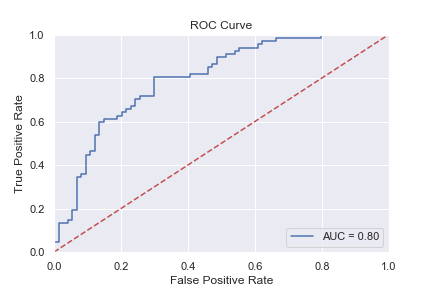 ROC Curve
True Positive Rate
1.0
0.8
0.6
0.4
0.2
0.0
AUC = 0.80
0.0 0.2 0.4 0.6 0.8 1.0
False Positive Rate